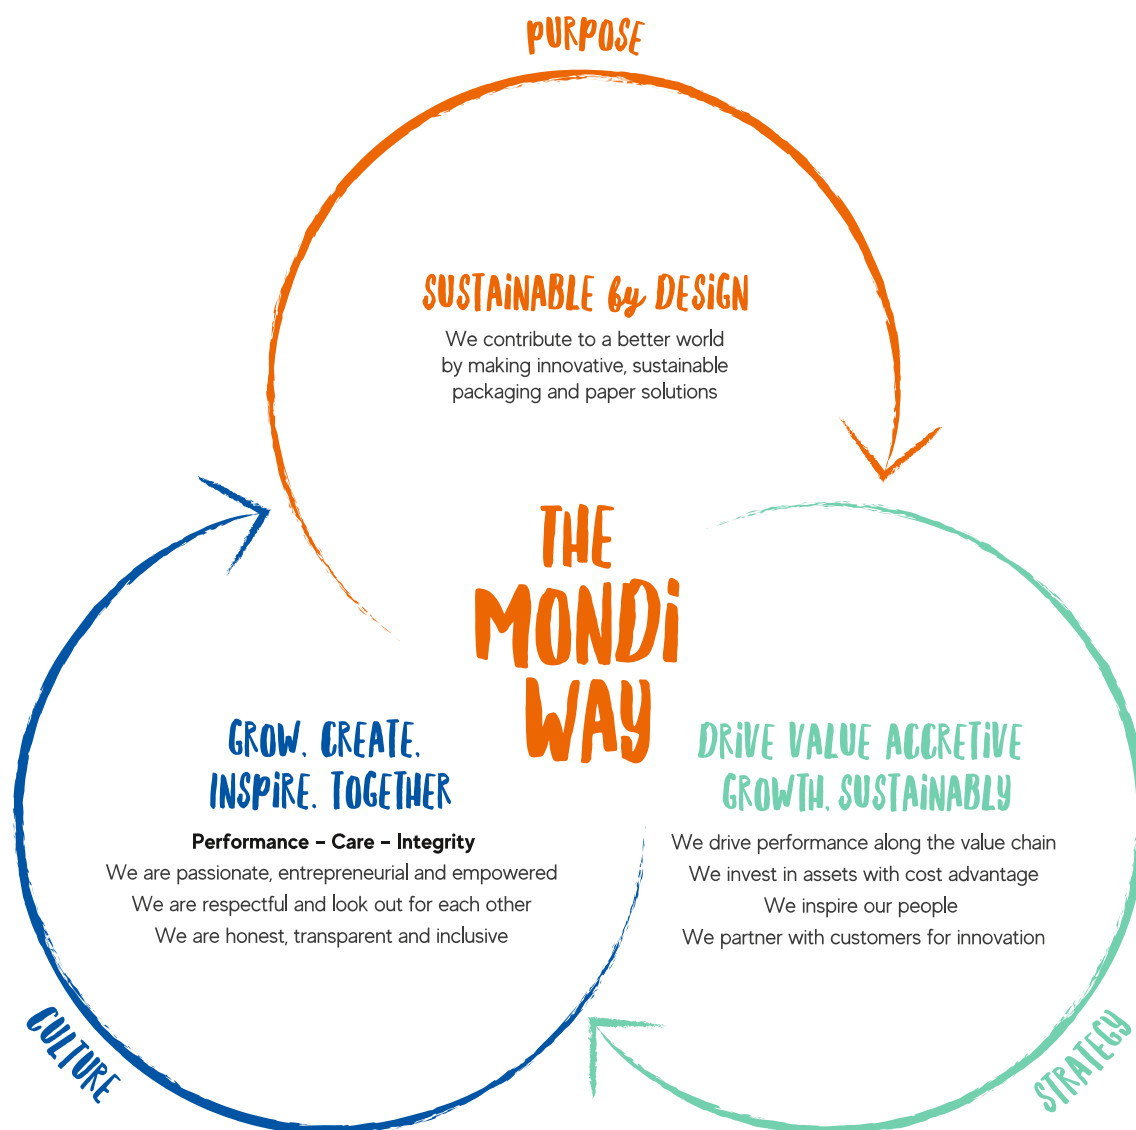 PURPOSE
SUSTAiNABLE by DESiGN
We contribute to a better world
by making innovative, sustainable
packaging and paper solutions
THE
MONDi
WAY
GROW. CREATE.
INSPiRE. TOGETHER
Performance – Care – Integrity
We are passionate, entrepreneurial and empowered
We are respectful and look out for each other
We are honest, transparent and inclusive
CULTURE
DRiVE VALUE ACCRETiVE
GROWTH, SUSTAiNABLY
We drive performance along the value chain
We invest in assets with cost advantage
We inspire our people
We partner with customers for innovation
STRATEGY